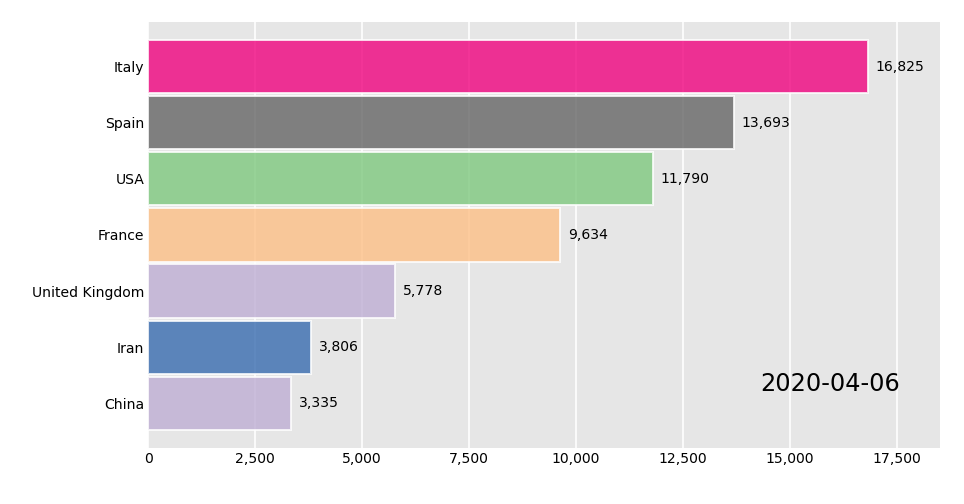 Italy 16,825
Spain 13,693
USA 11,790
France 9,634
United Kingdom 5,778
Iran 3,806
2020-04-06
China 3,335
0 2,500 5,000 7,500 10,000 12,500 15,000 17,500